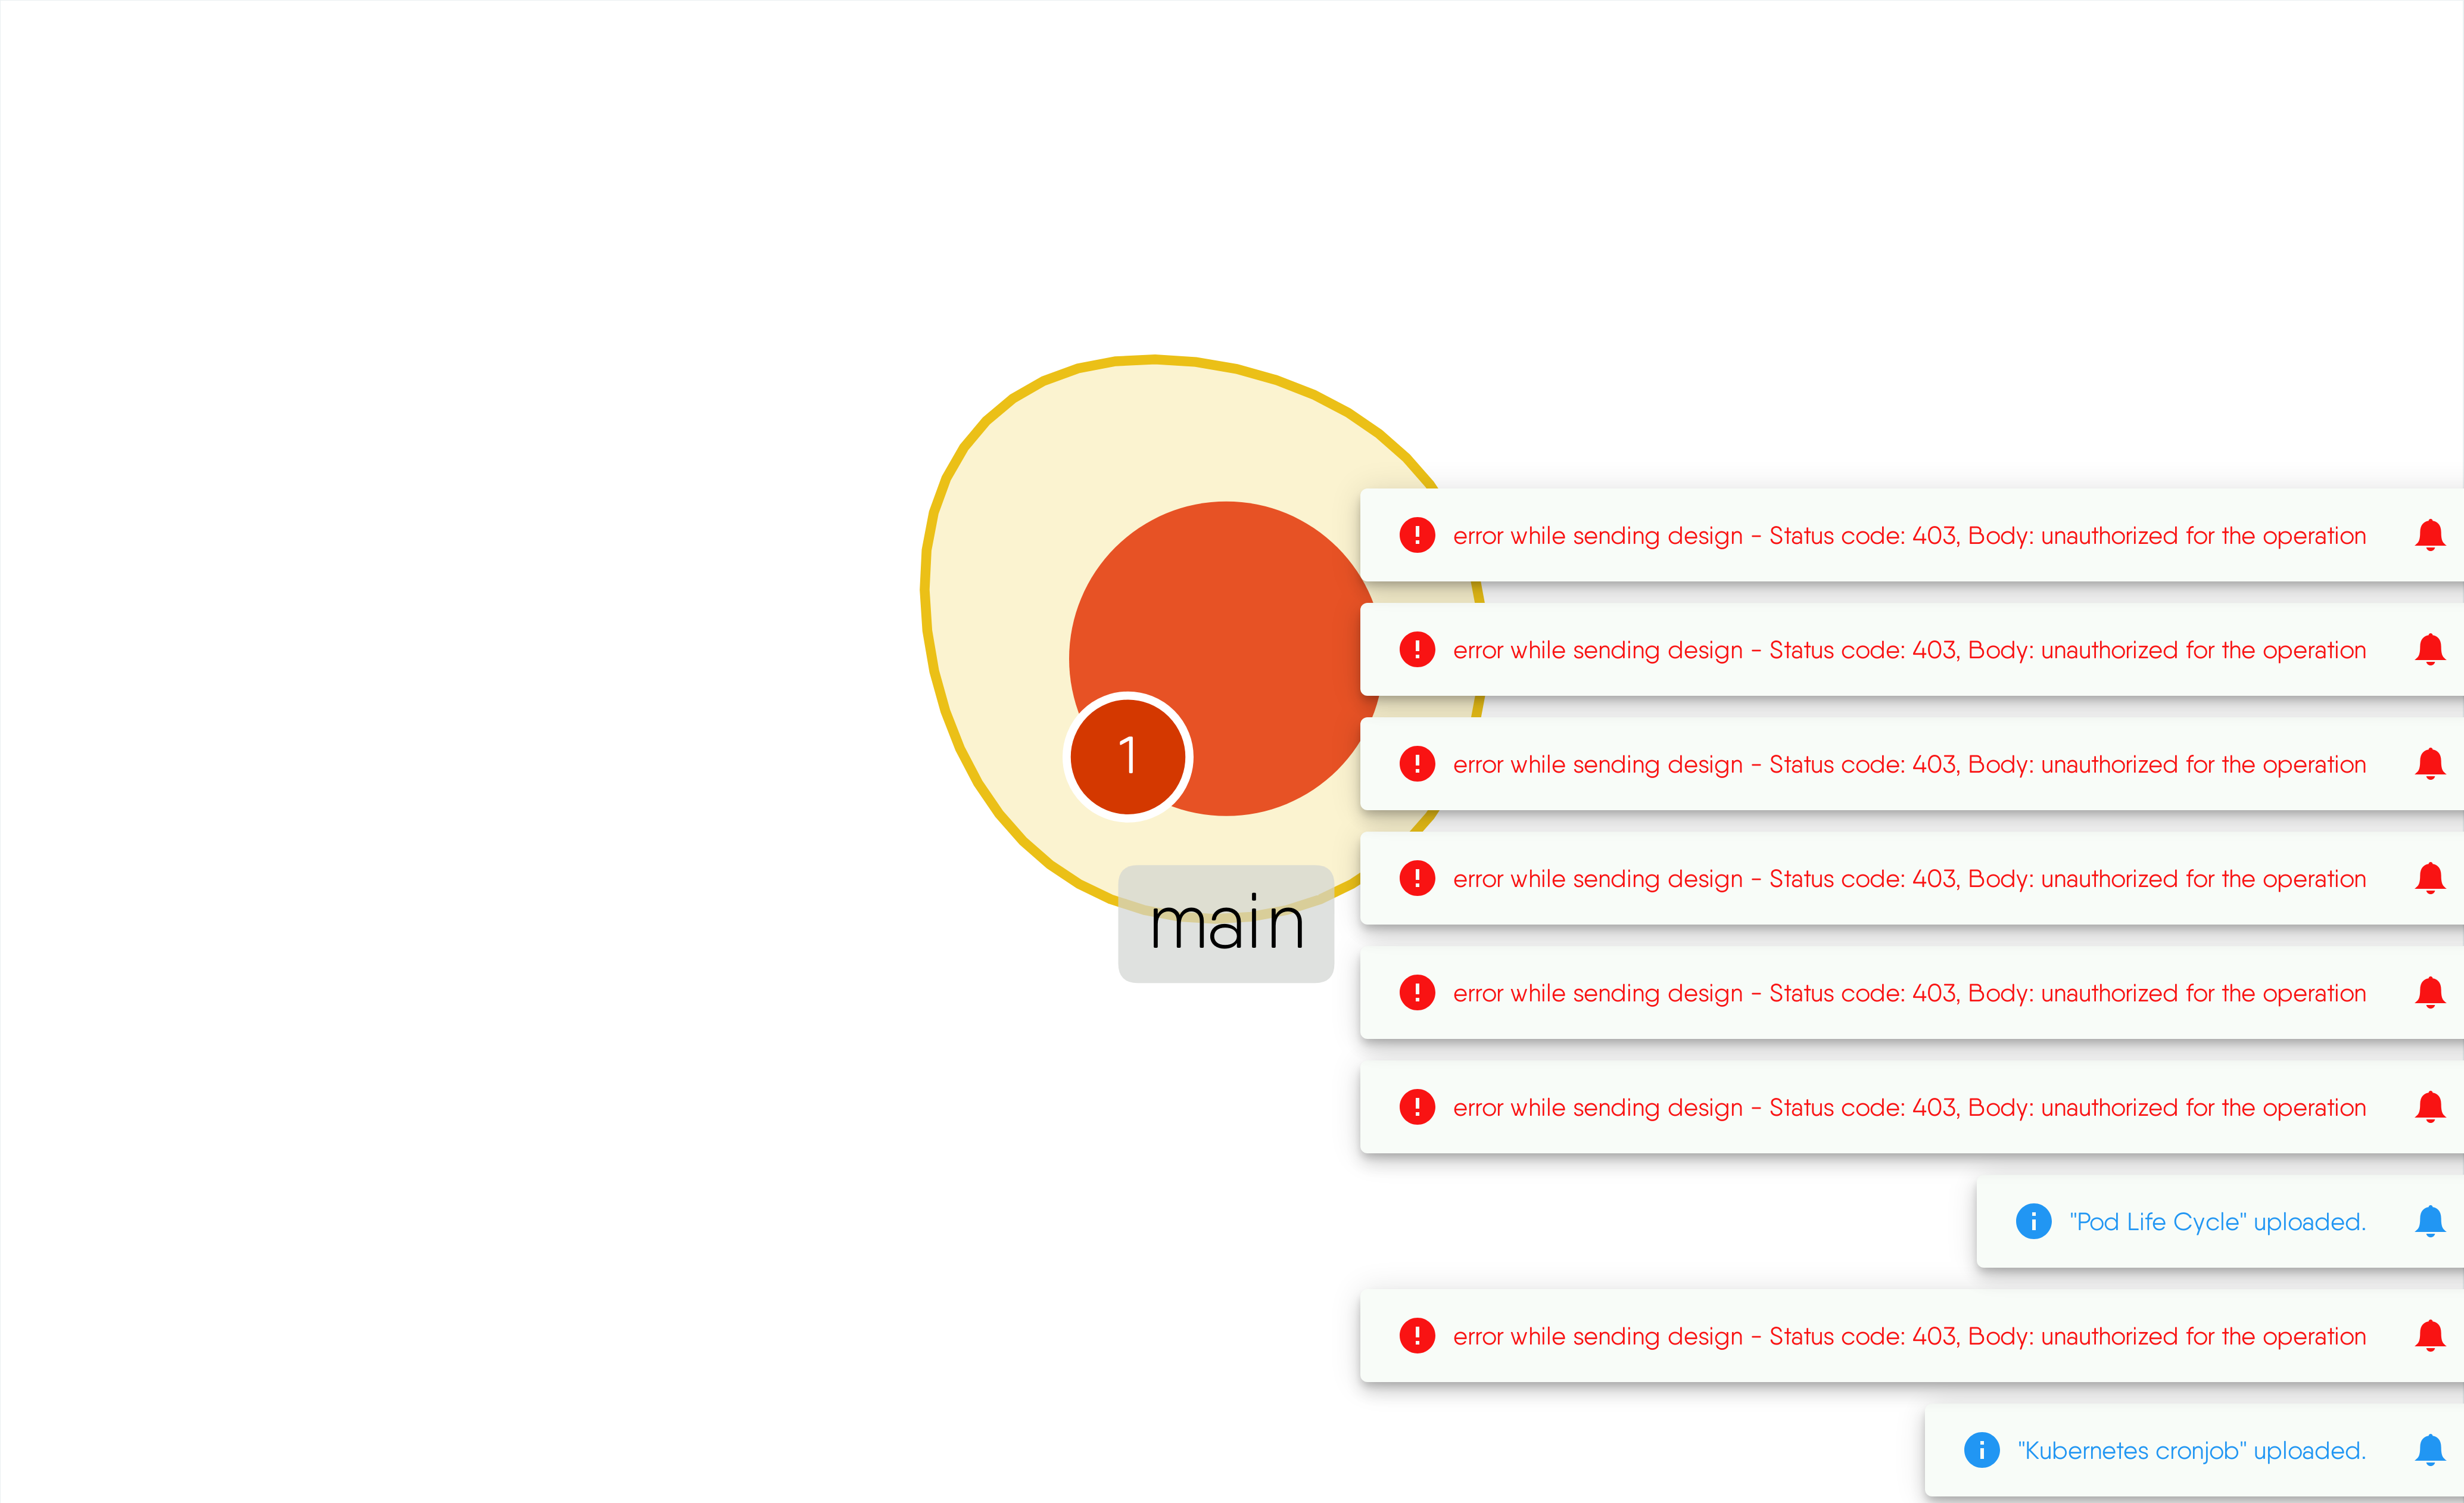 error while sending design - Status code: 403, Body: unauthorized for the operation
error while sending design - Status code: 403, Body: unauthorized for the operation
1
error while sending design - Status code: 403, Body: unauthorized for the operation
error while sending design - Status code: 403, Body: unauthorized for the operation
main
error while sending design - Status code: 403, Body: unauthorized for the operation
error while sending design - Status code: 403, Body: unauthorized for the operation
"Pod Life Cycle" uploaded.
error while sending design - Status code: 403, Body: unauthorized for the operation
"Kubernetes cronjob" uploaded.